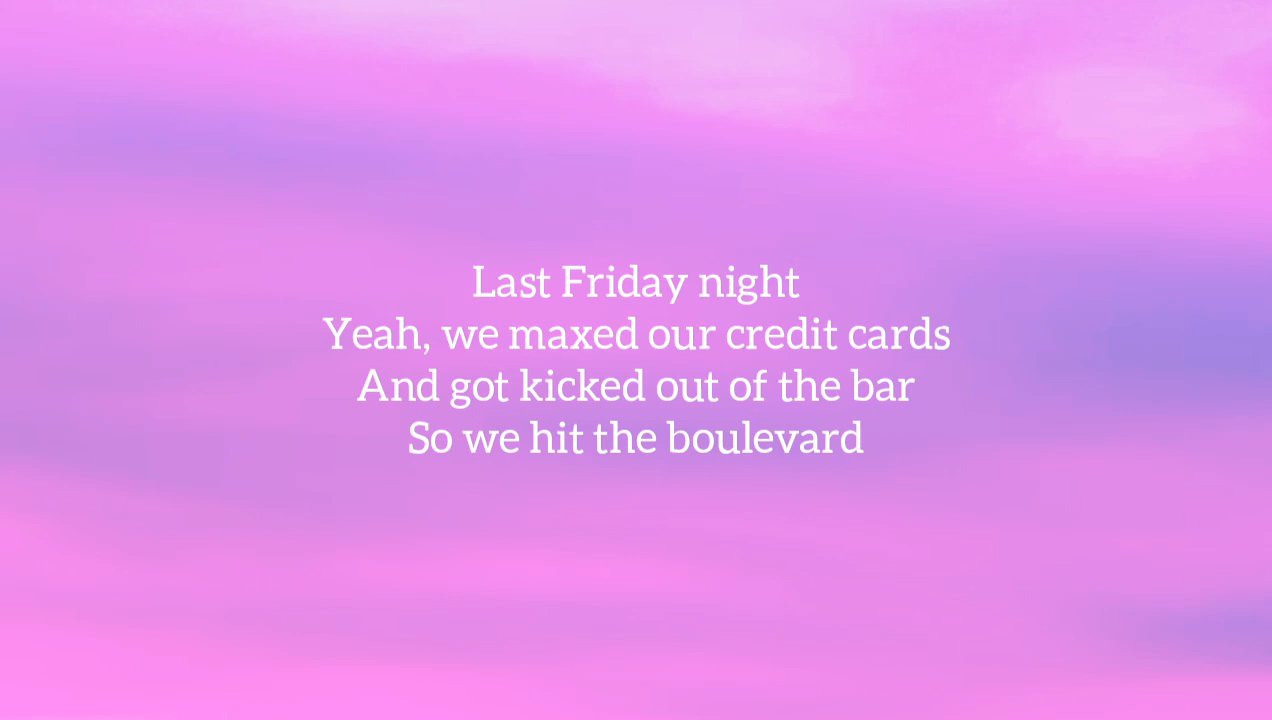 Last Friday night
Yeah, we maxed our credit cards
And got kicked out of the bar
So we hit the boulevard